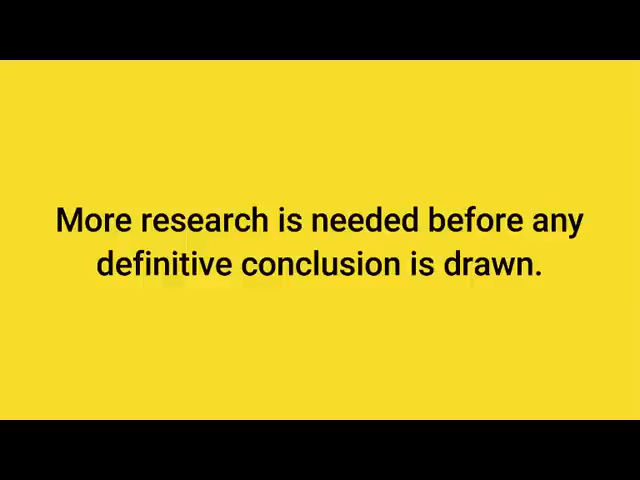 More research is needed before any
definitive conclusion is drawn.